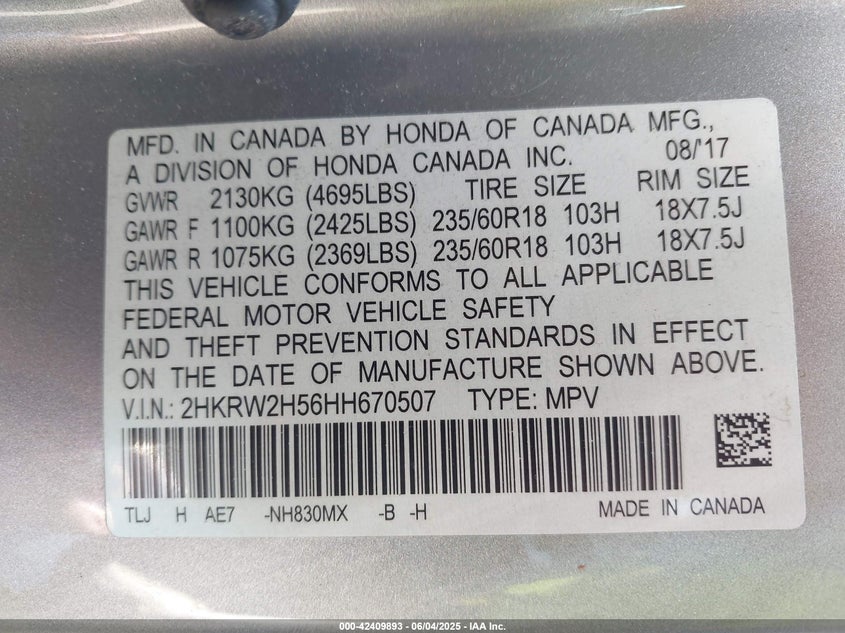 MFD. IN CANADA BY HONDA OF CANADA MFG.,
A DIVISION OF HONDA CANADA INC. 08/'17
GVWR 2130KG (4695LBS) TIRE SIZE RIM SIZE
GAWR F 1100KG (2425LBS) 235/60R18 103H 18X7.5J
GAWR R 1075KG (2369LBS) 235/60R18 103H 18X7.5J
THIS VEHICLE CONFORMS TO ALL APPLICABLE
FEDERAL MOTOR VEHICLE SAFETY
AND THEFT PREVENTION STANDARDS IN EFFECT
ON THE DATE OF MANUFACTURE SHOWN ABOVE.
V.I.N.: 2HKRW2H56HH670507 TYPE: MPV
TLJ H AE7 -NH830MX -B -H MADE IN CANADA
000-42409893 - 06/04/2025 - IAA Inc.